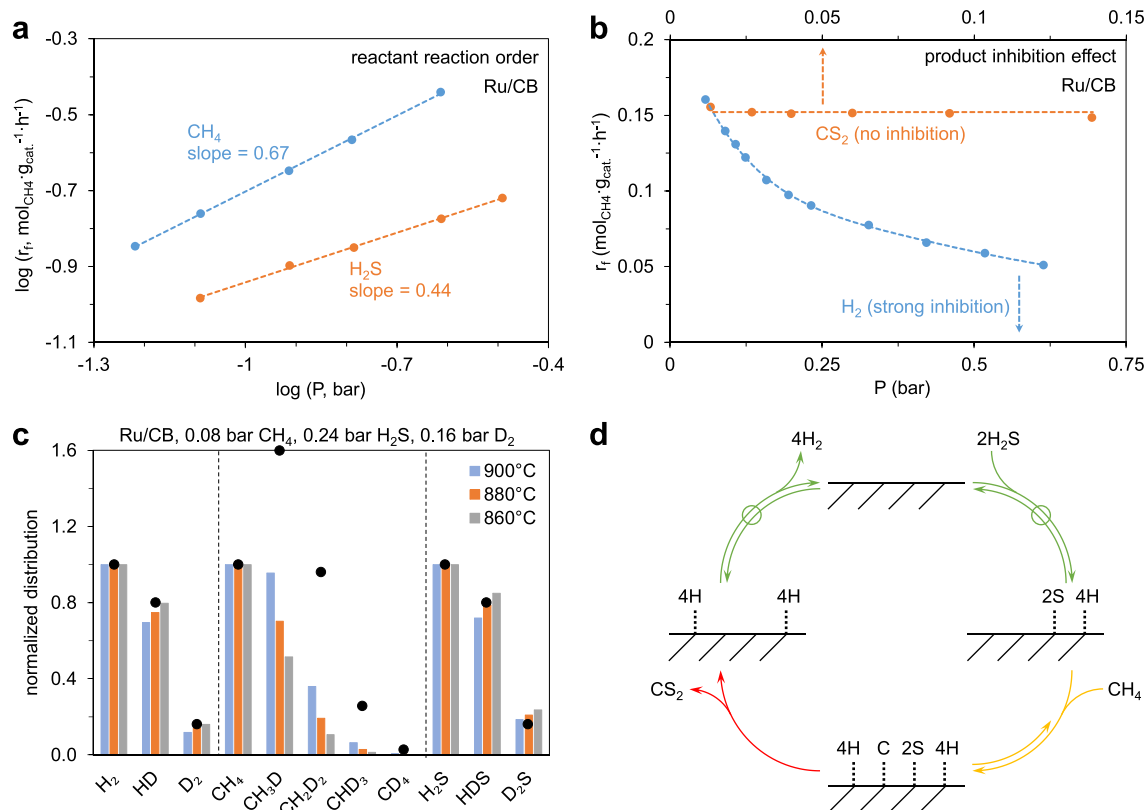 a
-0.3
-0.5
-0.7
-0.9
-1.1
log (rf, molCH4·gcat.-1·h-1)
reactant reaction order
Ru/CB
CH4
slope = 0.67
H2S
slope = 0.44
-1.3
-1
-0.7
-0.4
log (P, bar)
b
0
0.05
0.1
0.15
0.2
0.15
0.1
0.05
0
rf (molCH4·gcat.-1·h-1)
product inhibition effect
Ru/CB
CS2 (no inhibition)
H2 (strong inhibition)
0
0.25
0.5
0.75
P (bar)
c
Ru/CB, 0.08 bar CH4, 0.24 bar H2S, 0.16 bar D2
1.6
1.2
0.8
0.4
0.0
normalized distribution
900°C
880°C
860°C
H2
HD
D2
CH4
CH3D
CH2D2
CHD3
CD4
H2S
HDS
D2S
d
4H2
2H2S
4H
4H
2S 4H
CS2
CH4
4H C 2S 4H